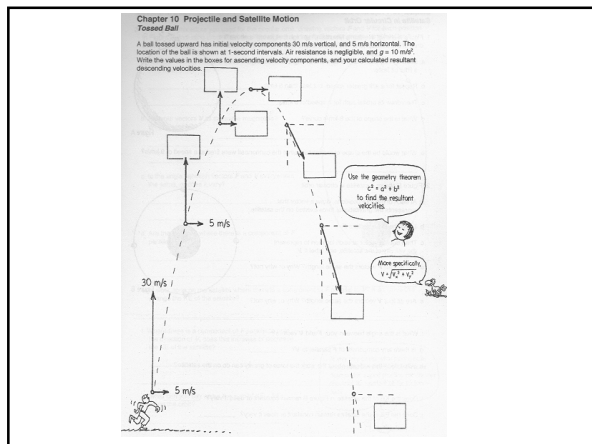 Chapter 10 Projectile and Satellite Motion
Tossed Ball
A ball tossed upward has initial velocity components 30 m/s vertical, and 5 m/s horizontal. The
location of the ball is shown at 1-second intervals. Air resistance is negligible, and g = 10 m/s².
Write the values in the boxes for ascending velocity components, and your calculated resultant
descending velocities.
Use the geometry theorem
c² = a² + b²
to find the resultant
velocities.
5 m/s
More specifically,
V = √Vₓ² + Vᵧ²
30 m/s
5 m/s